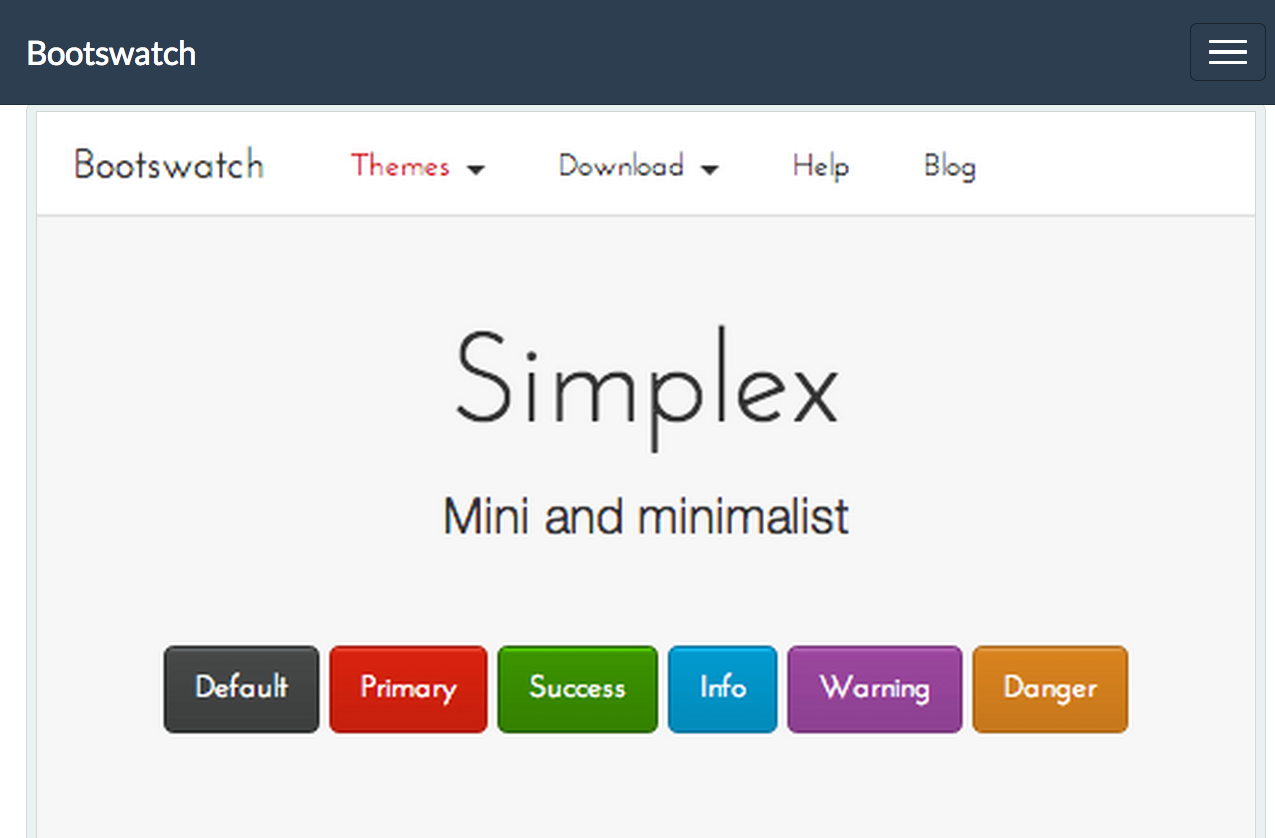 Bootswatch
Bootswatch Themes Download Help Blog
Simplex
Mini and minimalist
Default Primary Success Info Warning Danger